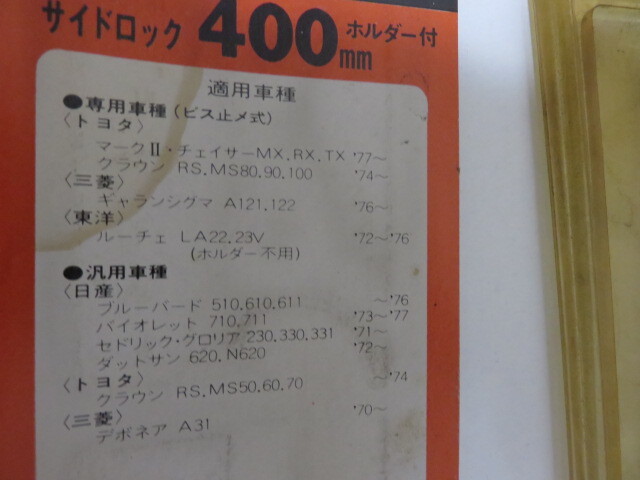 サイドロック 400mm ホルダー付
適用車種
●専用車種(ビス止メ式)
〈トヨタ〉
マークⅡ・チェイサーMX.RX.TX '77~
クラウン RS.MS80.90.100 '74~
〈三菱〉
ギャランシグマ A121.122 '76~
〈東洋〉
ルーチェ LA22.23V '72~'76
(ホルダー不用)
●汎用車種
〈日産〉
ブルーバード 510.610.611 ~'76
バイオレット 710.711 '73~'77
セドリック・グロリア 230.330.331 '71~
ダットサン 620.N620 '72~
〈トヨタ〉
クラウン RS.MS50.60.70 ~'74
〈三菱〉
デボネア A31 '70~